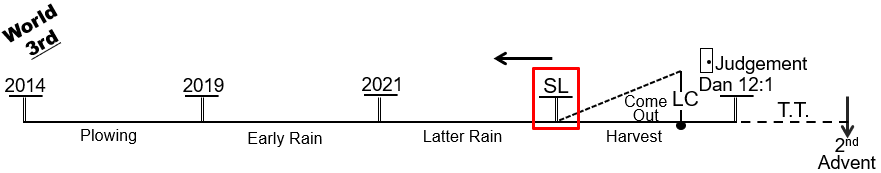 World
3rd
2014
2019
2021
SL
Judgement
Dan 12:1
Come
Out
LC
T.T.
Plowing
Early Rain
Latter Rain
Harvest
2nd
Advent